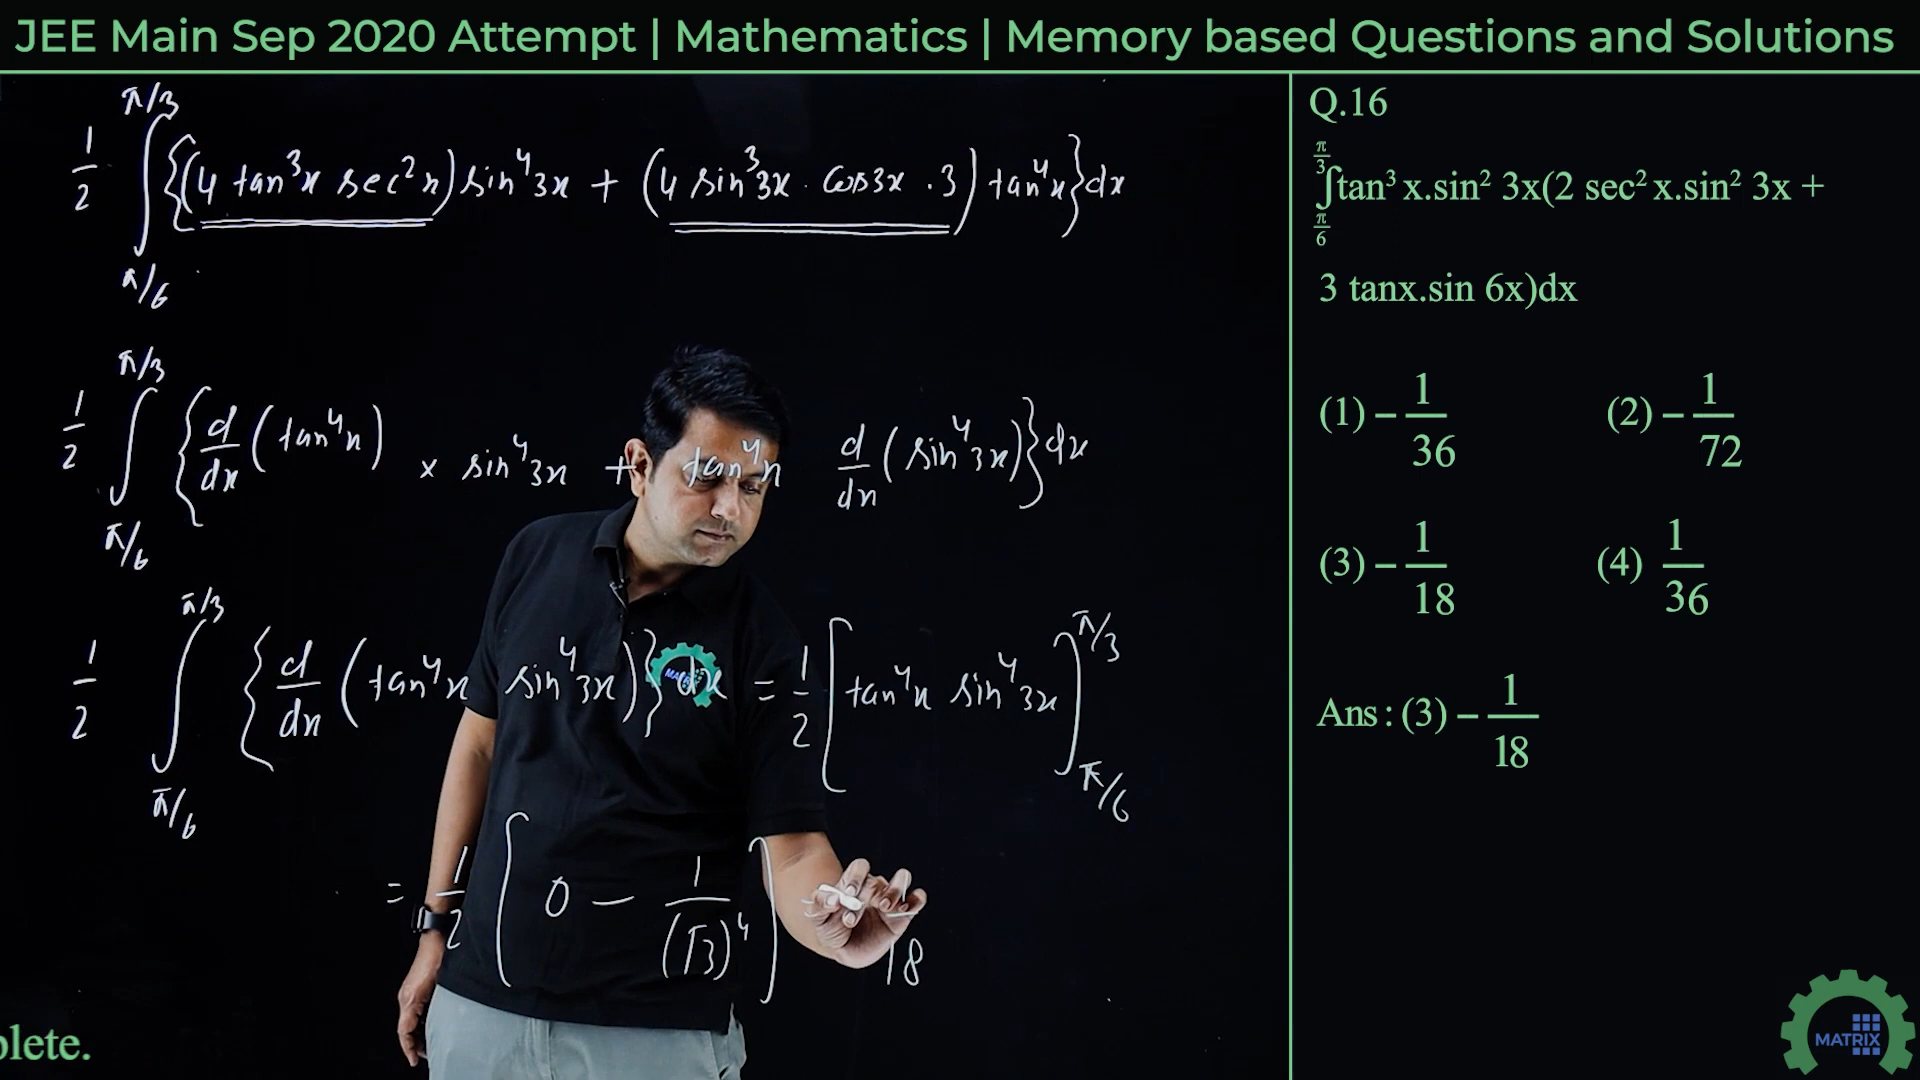 JEE Main Sep 2020 Attempt | Mathematics | Memory based Questions and Solutions
1/2 ∫_{π/6}^{π/3} {(4 tan³x sec²x) sin⁴3x + (4 sin³3x · cos3x · 3) tan⁴x} dx
1/2 ∫_{π/6}^{π/3} {d/dx (tan⁴x) × sin⁴3x + tan⁴x d/dx (sin⁴3x)} dx
1/2 ∫_{π/6}^{π/3} {d/dx (tan⁴x sin⁴3x)} dx = 1/2 [tan⁴x sin⁴3x]_{π/6}^{π/3}
= 1/2 [0 − 1/(√3)⁴] 18
plete.
Q.16
∫_{π/6}^{π/3} tan³ x.sin² 3x(2 sec² x.sin² 3x +
3 tanx.sin 6x)dx
(1) − 1/36 (2) − 1/72
(3) − 1/18 (4) 1/36
Ans : (3) − 1/18
MATRIX